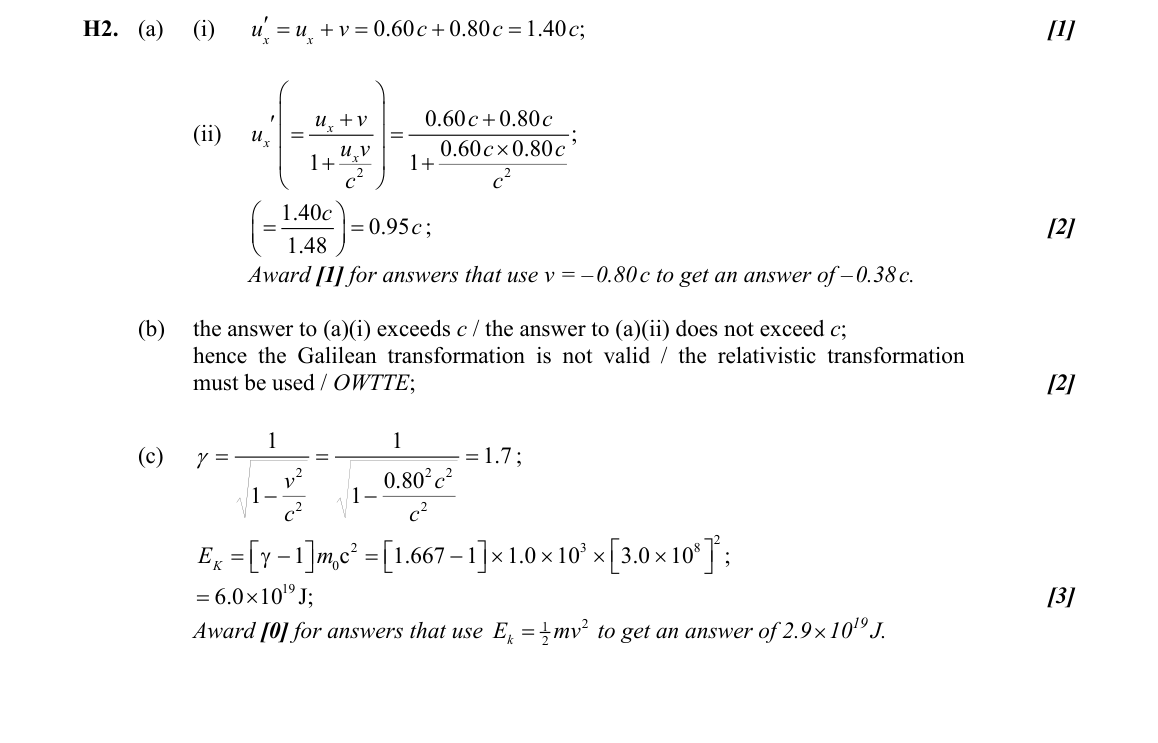 H2. (a) (i) uₓ′ = uₓ + v = 0.60c + 0.80c = 1.40c; [1]
(ii) uₓ′ ( = (uₓ + v) / (1 + uₓv/c²) ) = (0.60c + 0.80c) / (1 + (0.60c × 0.80c)/c²) ;
( = 1.40c / 1.48 ) = 0.95c; [2]
Award [1] for answers that use v = −0.80c to get an answer of −0.38c.
(b) the answer to (a)(i) exceeds c / the answer to (a)(ii) does not exceed c;
hence the Galilean transformation is not valid / the relativistic transformation
must be used / OWTTE; [2]
(c) γ = 1 / √(1 − v²/c²) = 1 / √(1 − 0.80²c²/c²) = 1.7;
E_K = [γ − 1]m₀c² = [1.667 − 1] × 1.0 × 10³ × [3.0 × 10⁸]²;
= 6.0×10¹⁹ J; [3]
Award [0] for answers that use Eₖ = ½mv² to get an answer of 2.9×10¹⁹ J.